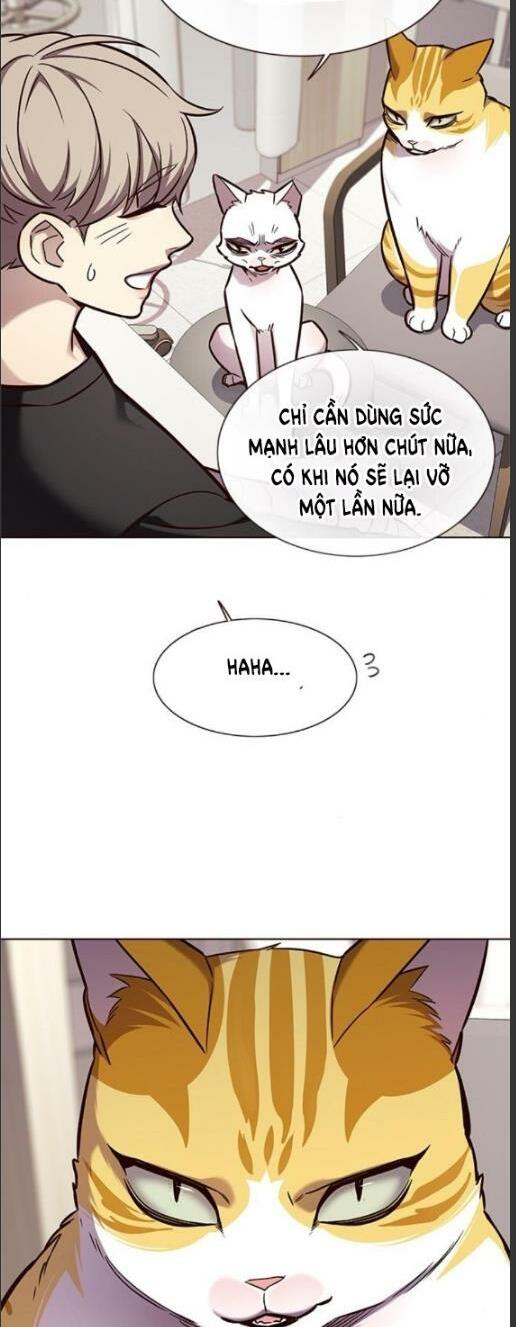 CHỈ CẦN DÙNG SỨC
MẠNH LÂU HƠN CHÚT NỮA,
CÓ KHI NÓ SẼ LẠI VỠ
MỘT LẦN NỮA.
HAHA...